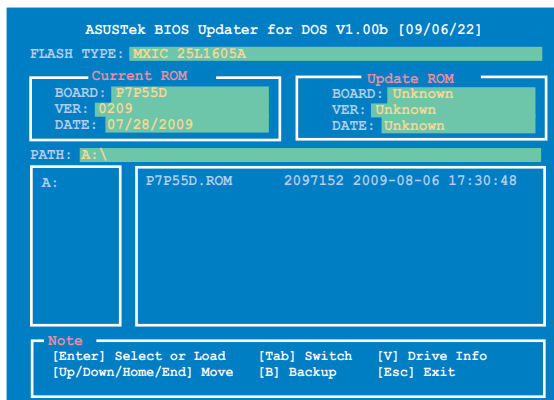 ASUSTek BIOS Updater for DOS V1.00b [09/06/22]
FLASH TYPE: MXIC 25L1605A
Current ROM
BOARD: P7P55D
VER: 0209
DATE: 07/28/2009
Update ROM
BOARD: Unknown
VER: Unknown
DATE: Unknown
PATH: A:\
A:
P7P55D.ROM 2097152 2009-08-06 17:30:48
Note
[Enter] Select or Load [Tab] Switch [V] Drive Info
[Up/Down/Home/End] Move [B] Backup [Esc] Exit